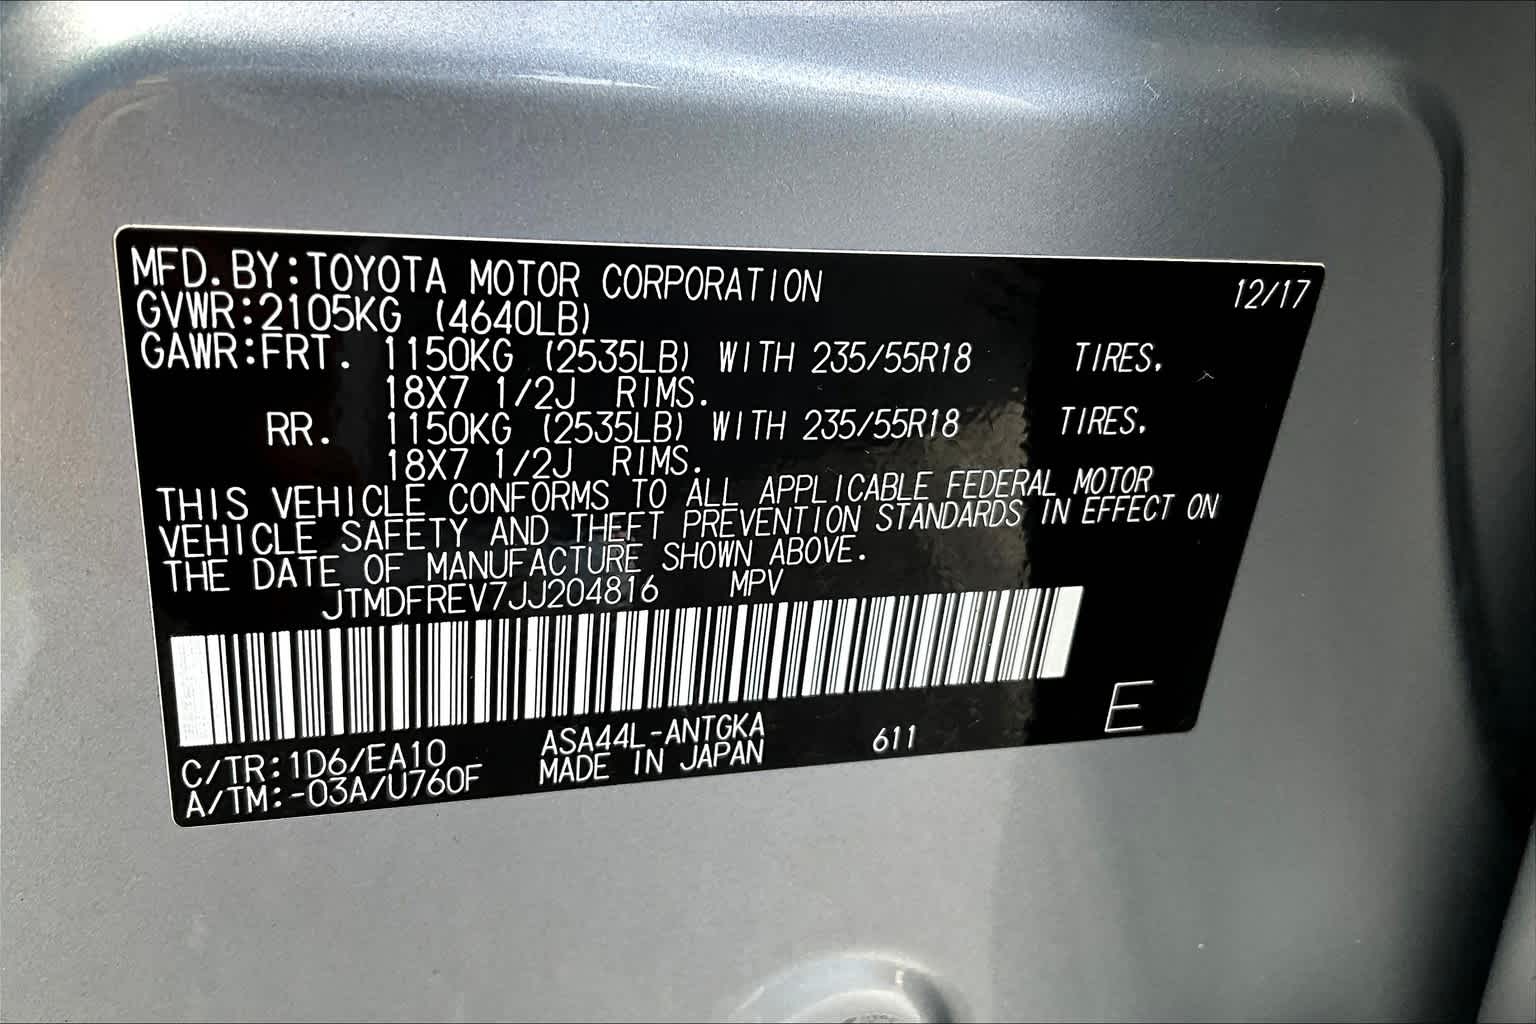 MFD. BY:TOYOTA MOTOR CORPORATION 12/17
GVWR:2105KG (4640LB)
GAWR:FRT. 1150KG (2535LB) WITH 235/55R18 TIRES.
18X7 1/2J RIMS.
RR. 1150KG (2535LB) WITH 235/55R18 TIRES.
18X7 1/2J RIMS.
THIS VEHICLE CONFORMS TO ALL APPLICABLE FEDERAL MOTOR
VEHICLE SAFETY AND THEFT PREVENTION STANDARDS IN EFFECT ON
THE DATE OF MANUFACTURE SHOWN ABOVE.
JTMDFREV7JJ204816 MPV
E
C/TR:1D6/EA10 ASA44L-ANTGKA 611
A/TM:-03A/U760F MADE IN JAPAN